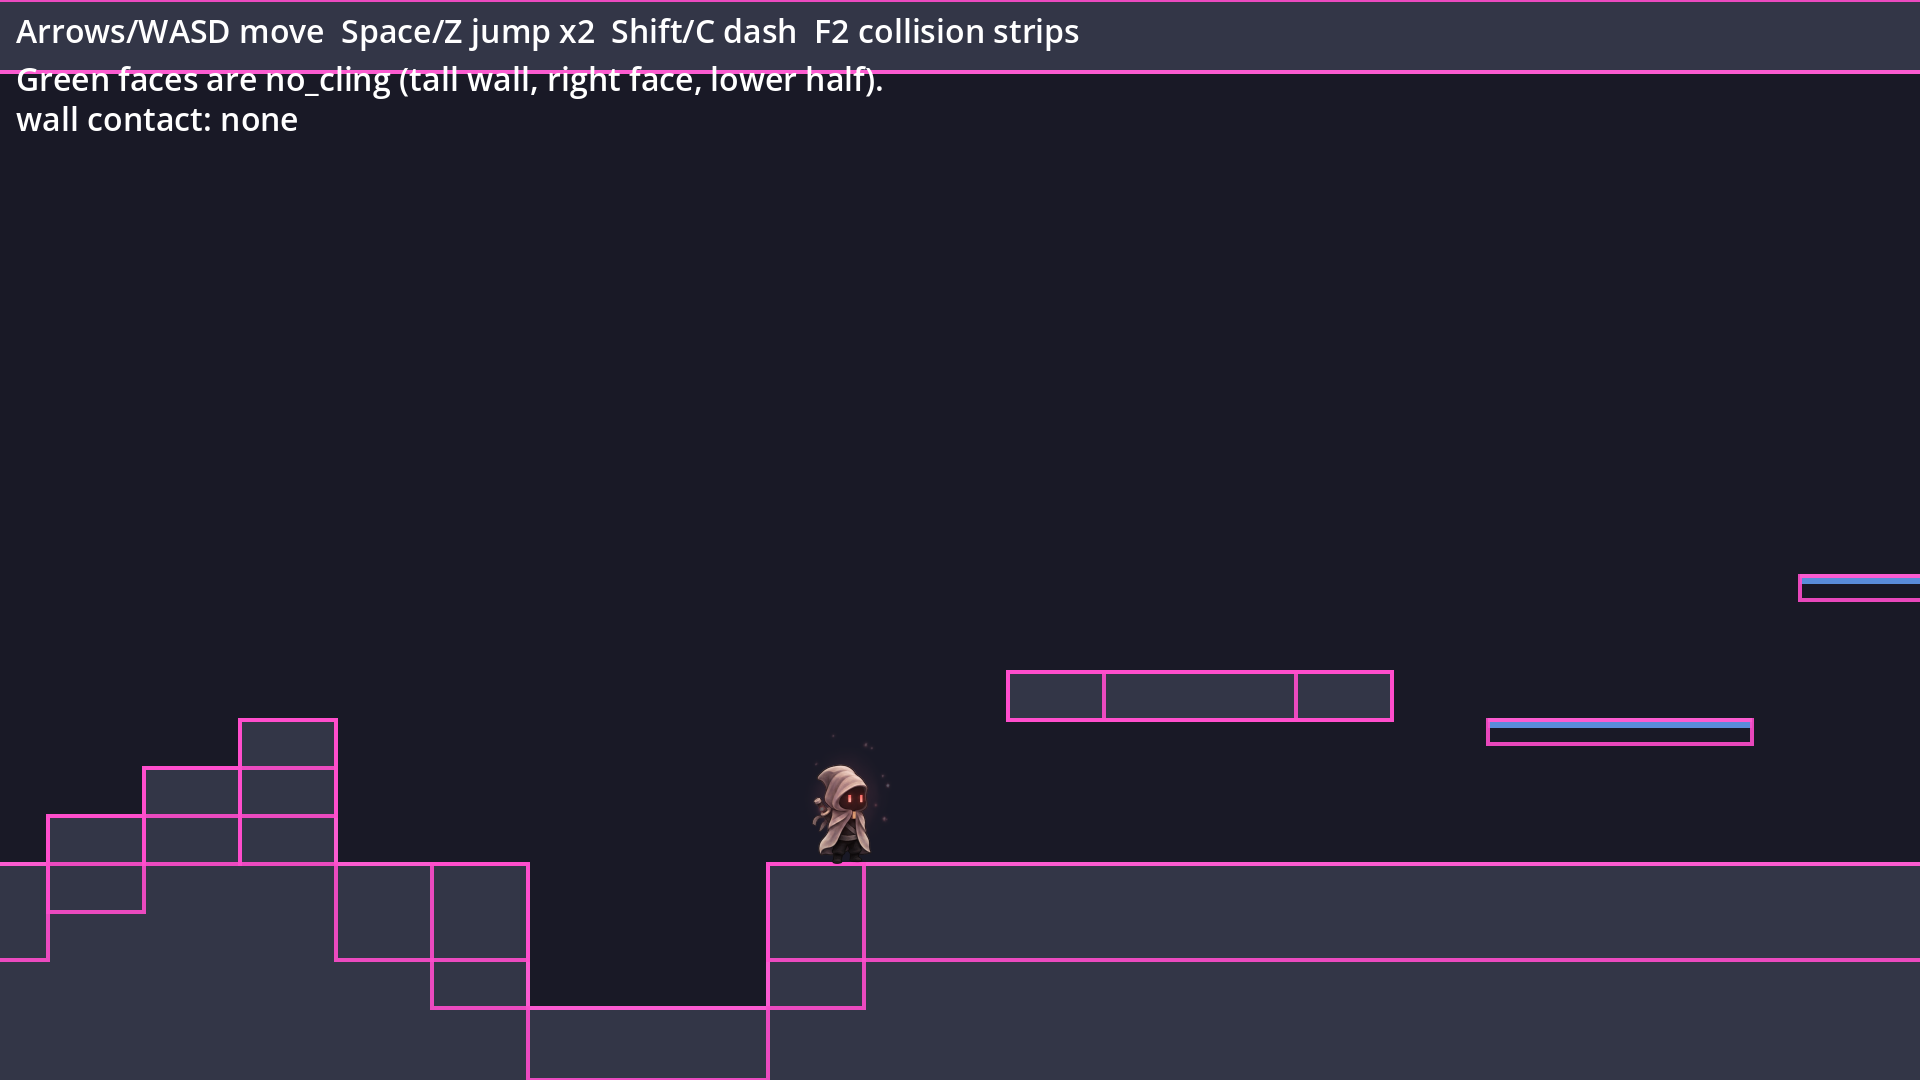 Arrows/WASD move  Space/Z jump x2  Shift/C dash  F2 collision strips
Green faces are no_cling (tall wall, right face, lower half).
wall contact: none